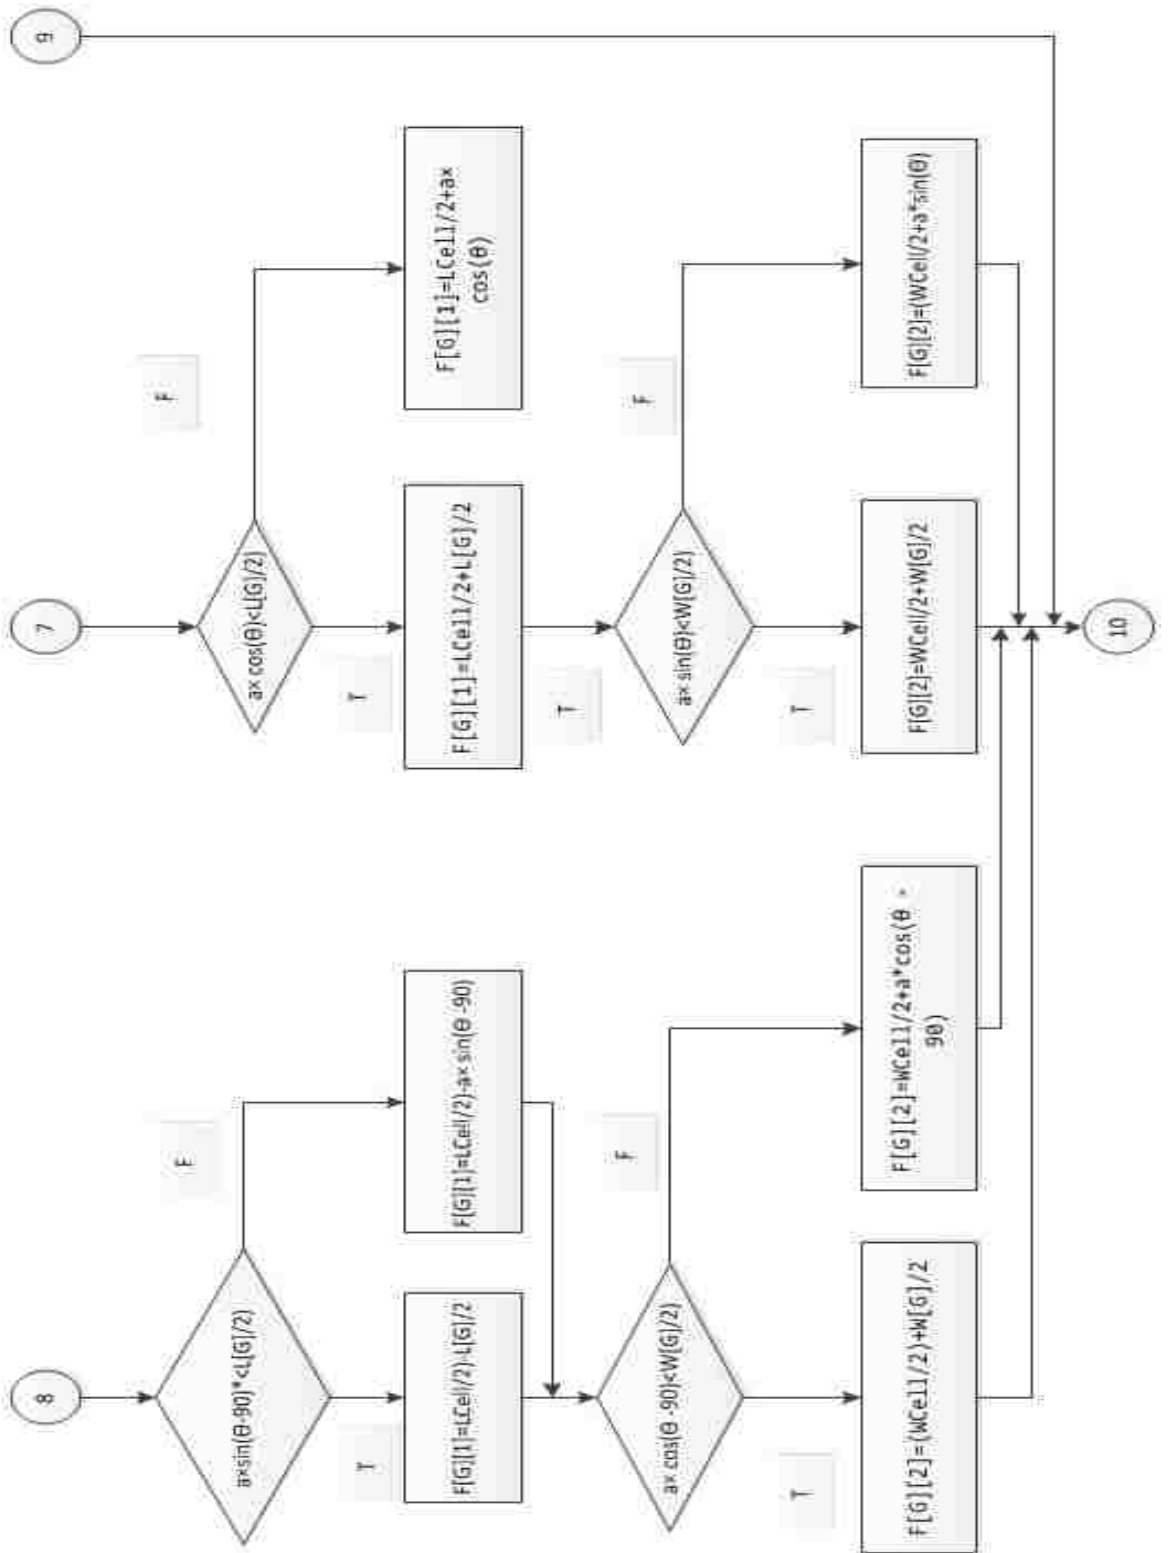 8
a×sin(θ-90)*<L[G]/2)
F
T
F[G][1]=LCell/2)-L[G]/2
F[G][1]=LCell/2)-a× sin(θ -90)
a× cos(θ -90)<W[G]/2)
F
T
F[G][2]=(WCell/2)+W[G]/2
F[G][2]=WCell/2+a*cos(θ -
90)
7
a× cos(θ)<L[G]/2)
F
T
F[G][1]=LCell/2+L[G]/2
F[G][1]=LCell/2+a×
cos(θ)
T
a× sin(θ)<W[G]/2)
F
T
F[G][2]=WCell/2+W[G]/2
F[G][2]=(WCell/2+a*sin(θ)
9
10